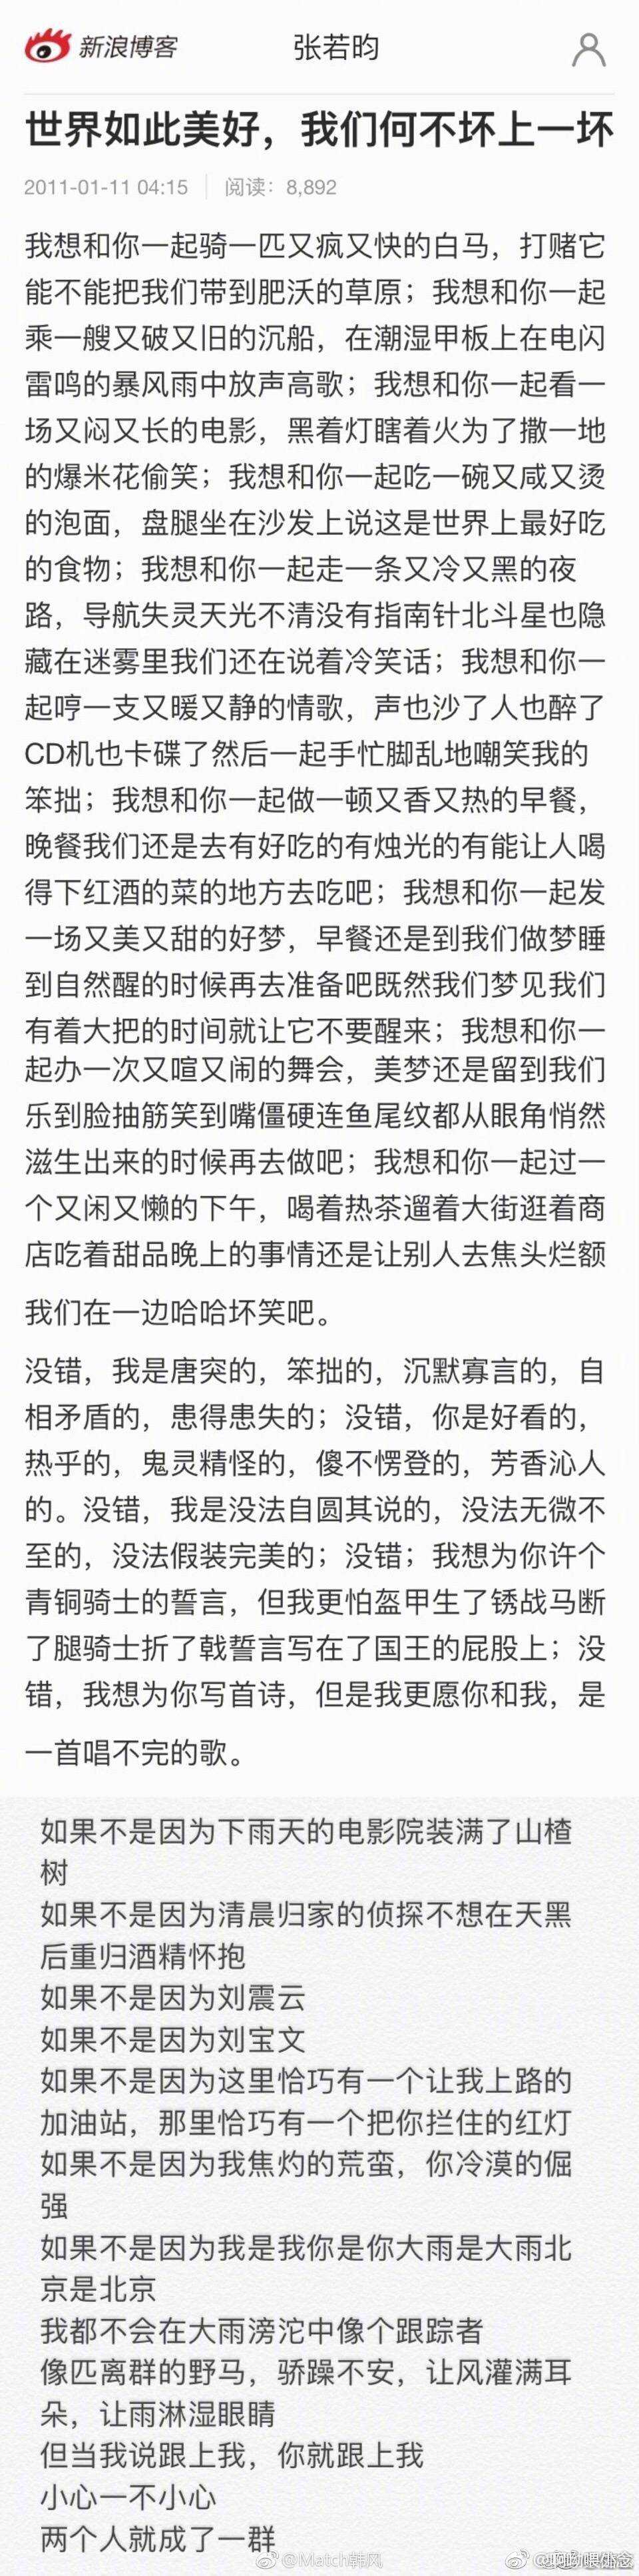 新浪博客
张若昀
世界如此美好，我们何不坏上一坏
2011-01-11 04:15 阅读：8,892
我想和你一起骑一匹又疯又快的白马，打赌它
能不能把我们带到肥沃的草原；我想和你一起
乘一艘又破又旧的沉船，在潮湿甲板上在电闪
雷鸣的暴风雨中放声高歌；我想和你一起看一
场又闷又长的电影，黑着灯瞎着火为了撒一地
的爆米花偷笑；我想和你一起吃一碗又咸又烫
的泡面，盘腿坐在沙发上说这是世界上最好吃
的食物；我想和你一起走一条又冷又黑的夜
路，导航失灵天光不清没有指南针北斗星也隐
藏在迷雾里我们还在说着冷笑话；我想和你一
起哼一支又暖又静的情歌，声也沙了人也醉了
CD机也卡碟了然后一起手忙脚乱地嘲笑我的
笨拙；我想和你一起做一顿又香又热的早餐，
晚餐我们还是去有好吃的有烛光的有能让人喝
得下红酒的菜的地方去吃吧；我想和你一起发
一场又美又甜的好梦，早餐还是到我们做梦睡
到自然醒的时候再去准备吧既然我们梦见我们
有着大把的时间就让它不要醒来；我想和你一
起办一次又喧又闹的舞会，美梦还是留到我们
乐到脸抽筋笑到嘴僵硬连鱼尾纹都从眼角悄然
滋生出来的时候再去做吧；我想和你一起过一
个又闲又懒的下午，喝着热茶遛着大街逛着商
店吃着甜品晚上的事情还是让别人去焦头烂额
我们在一边哈哈坏笑吧。
没错，我是唐突的，笨拙的，沉默寡言的，自
相矛盾的，患得患失的；没错，你是好看的，
热乎的，鬼灵精怪的，傻不愣登的，芳香沁人
的。没错，我是没法自圆其说的，没法无微不
至的，没法假装完美的；没错；我想为你许个
青铜骑士的誓言，但我更怕盔甲生了锈战马断
了腿骑士折了戟誓言写在了国王的屁股上；没
错，我想为你写首诗，但是我更愿你和我，是
一首唱不完的歌。
如果不是因为下雨天的电影院装满了山楂
树
如果不是因为清晨归家的侦探不想在天黑
后重归酒精怀抱
如果不是因为刘震云
如果不是因为刘宝文
如果不是因为这里恰巧有一个让我上路的
加油站，那里恰巧有一个把你拦住的红灯
如果不是因为我焦灼的荒蛮，你冷漠的倔
强
如果不是因为我是我你是你大雨是大雨北
京是北京
我都不会在大雨滂沱中像个跟踪者
像匹离群的野马，骄躁不安，让风灌满耳
朵，让雨淋湿眼睛
但当我说跟上我，你就跟上我
小心一不小心
两个人就成了一群
@Match韩风